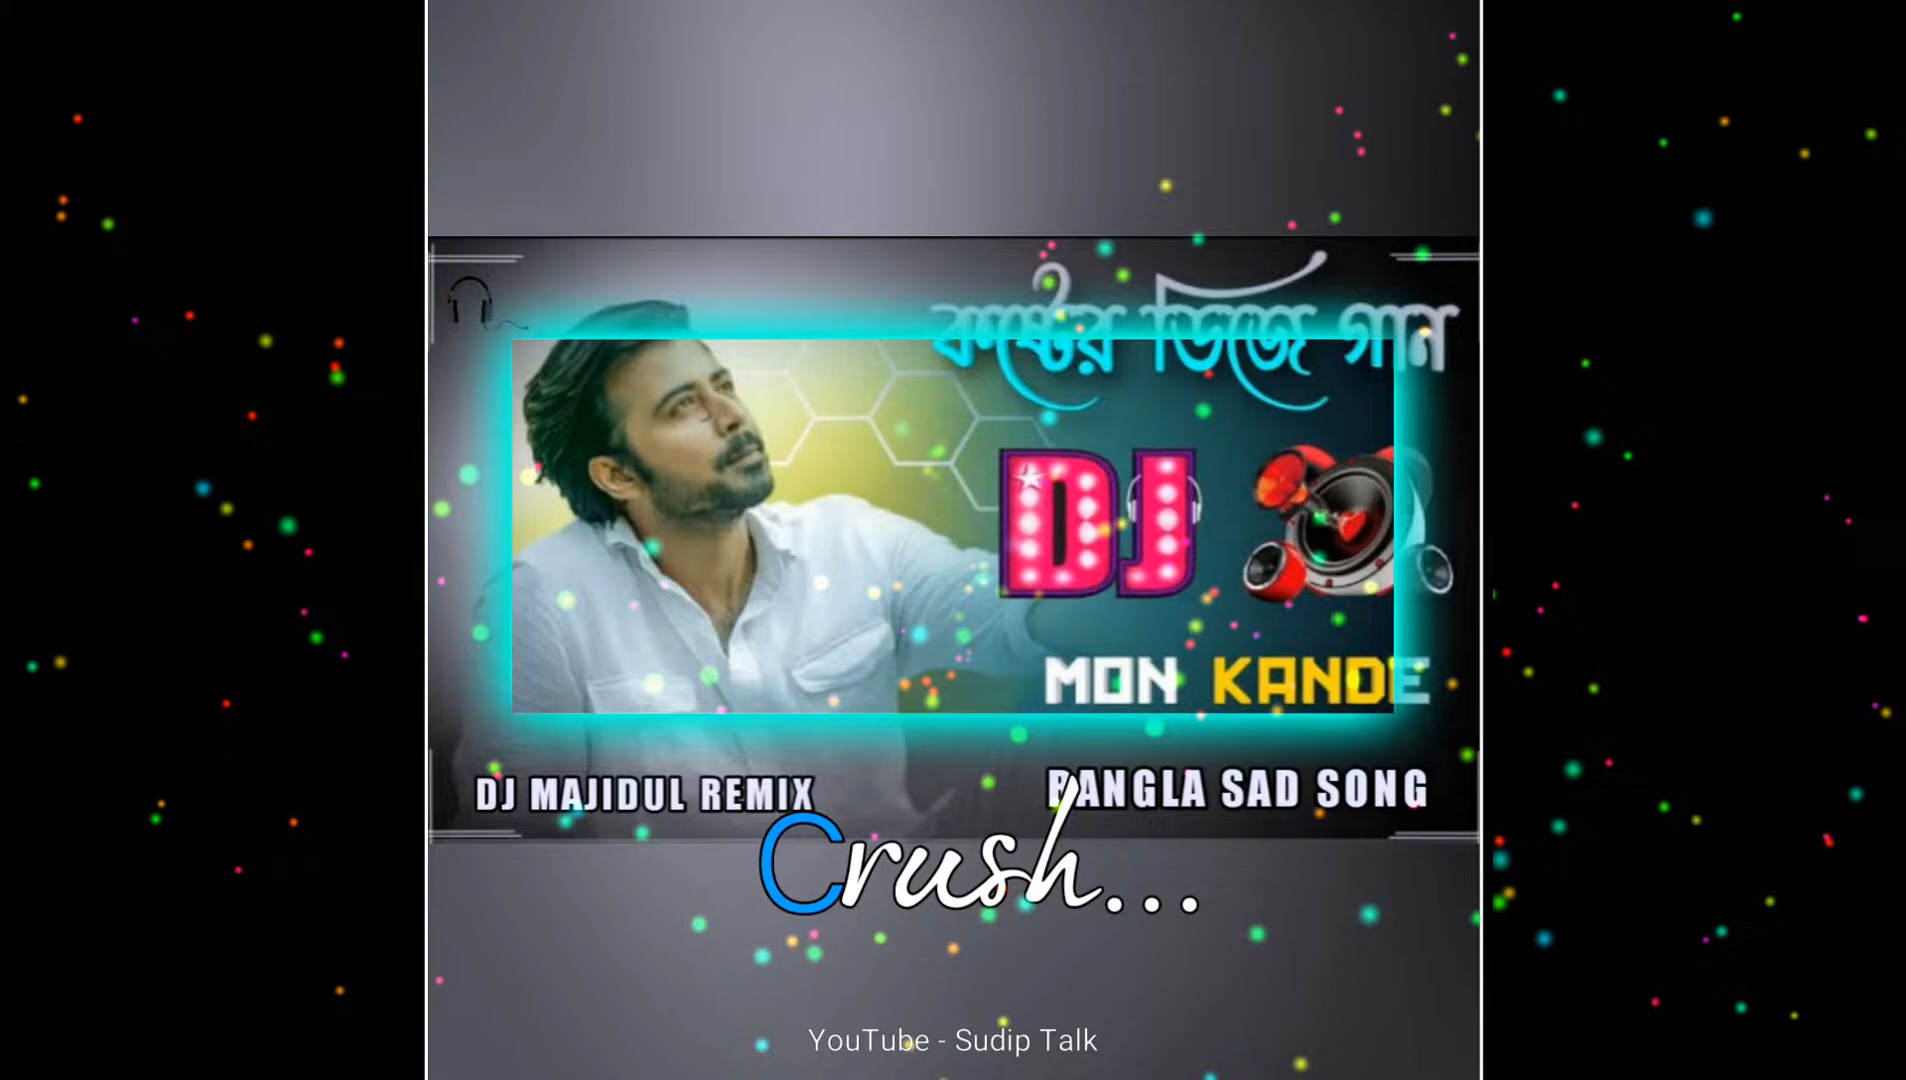 কষ্টের ডিজে গান
DJ
MON KANDE
DJ MAJIDUL REMIX
BANGLA SAD SONG
Crush...
YouTube - Sudip Talk